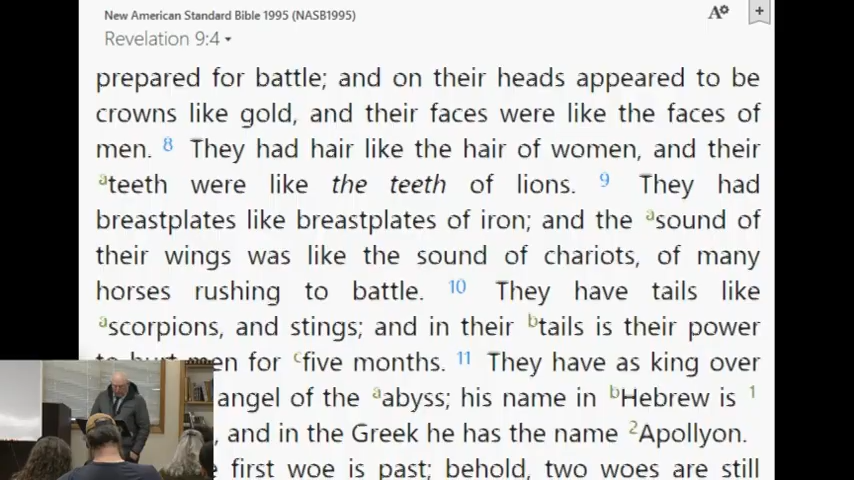 New American Standard Bible 1995 (NASB1995)
Revelation 9:4
prepared for battle; and on their heads appeared to be
crowns like gold, and their faces were like the faces of
men. 8 They had hair like the hair of women, and their
ateeth were like the teeth of lions. 9 They had
breastplates like breastplates of iron; and the asound of
their wings was like the sound of chariots, of many
horses rushing to battle. 10 They have tails like
ascorpions, and stings; and in their btails is their power
to hurt men for cfive months. 11 They have as king over
angel of the aabyss; his name in bHebrew is 1
, and in the Greek he has the name 2Apollyon.
first woe is past; behold, two woes are still